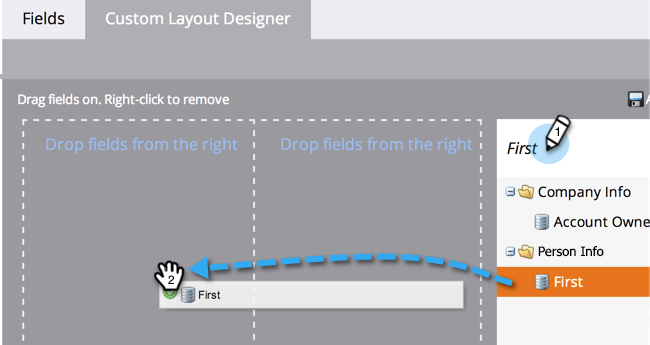 Fields Custom Layout Designer
Drag fields on. Right-click to remove
Drop fields from the right Drop fields from the right
First 1
Company Info
Account Owne
Person Info
First
2
First